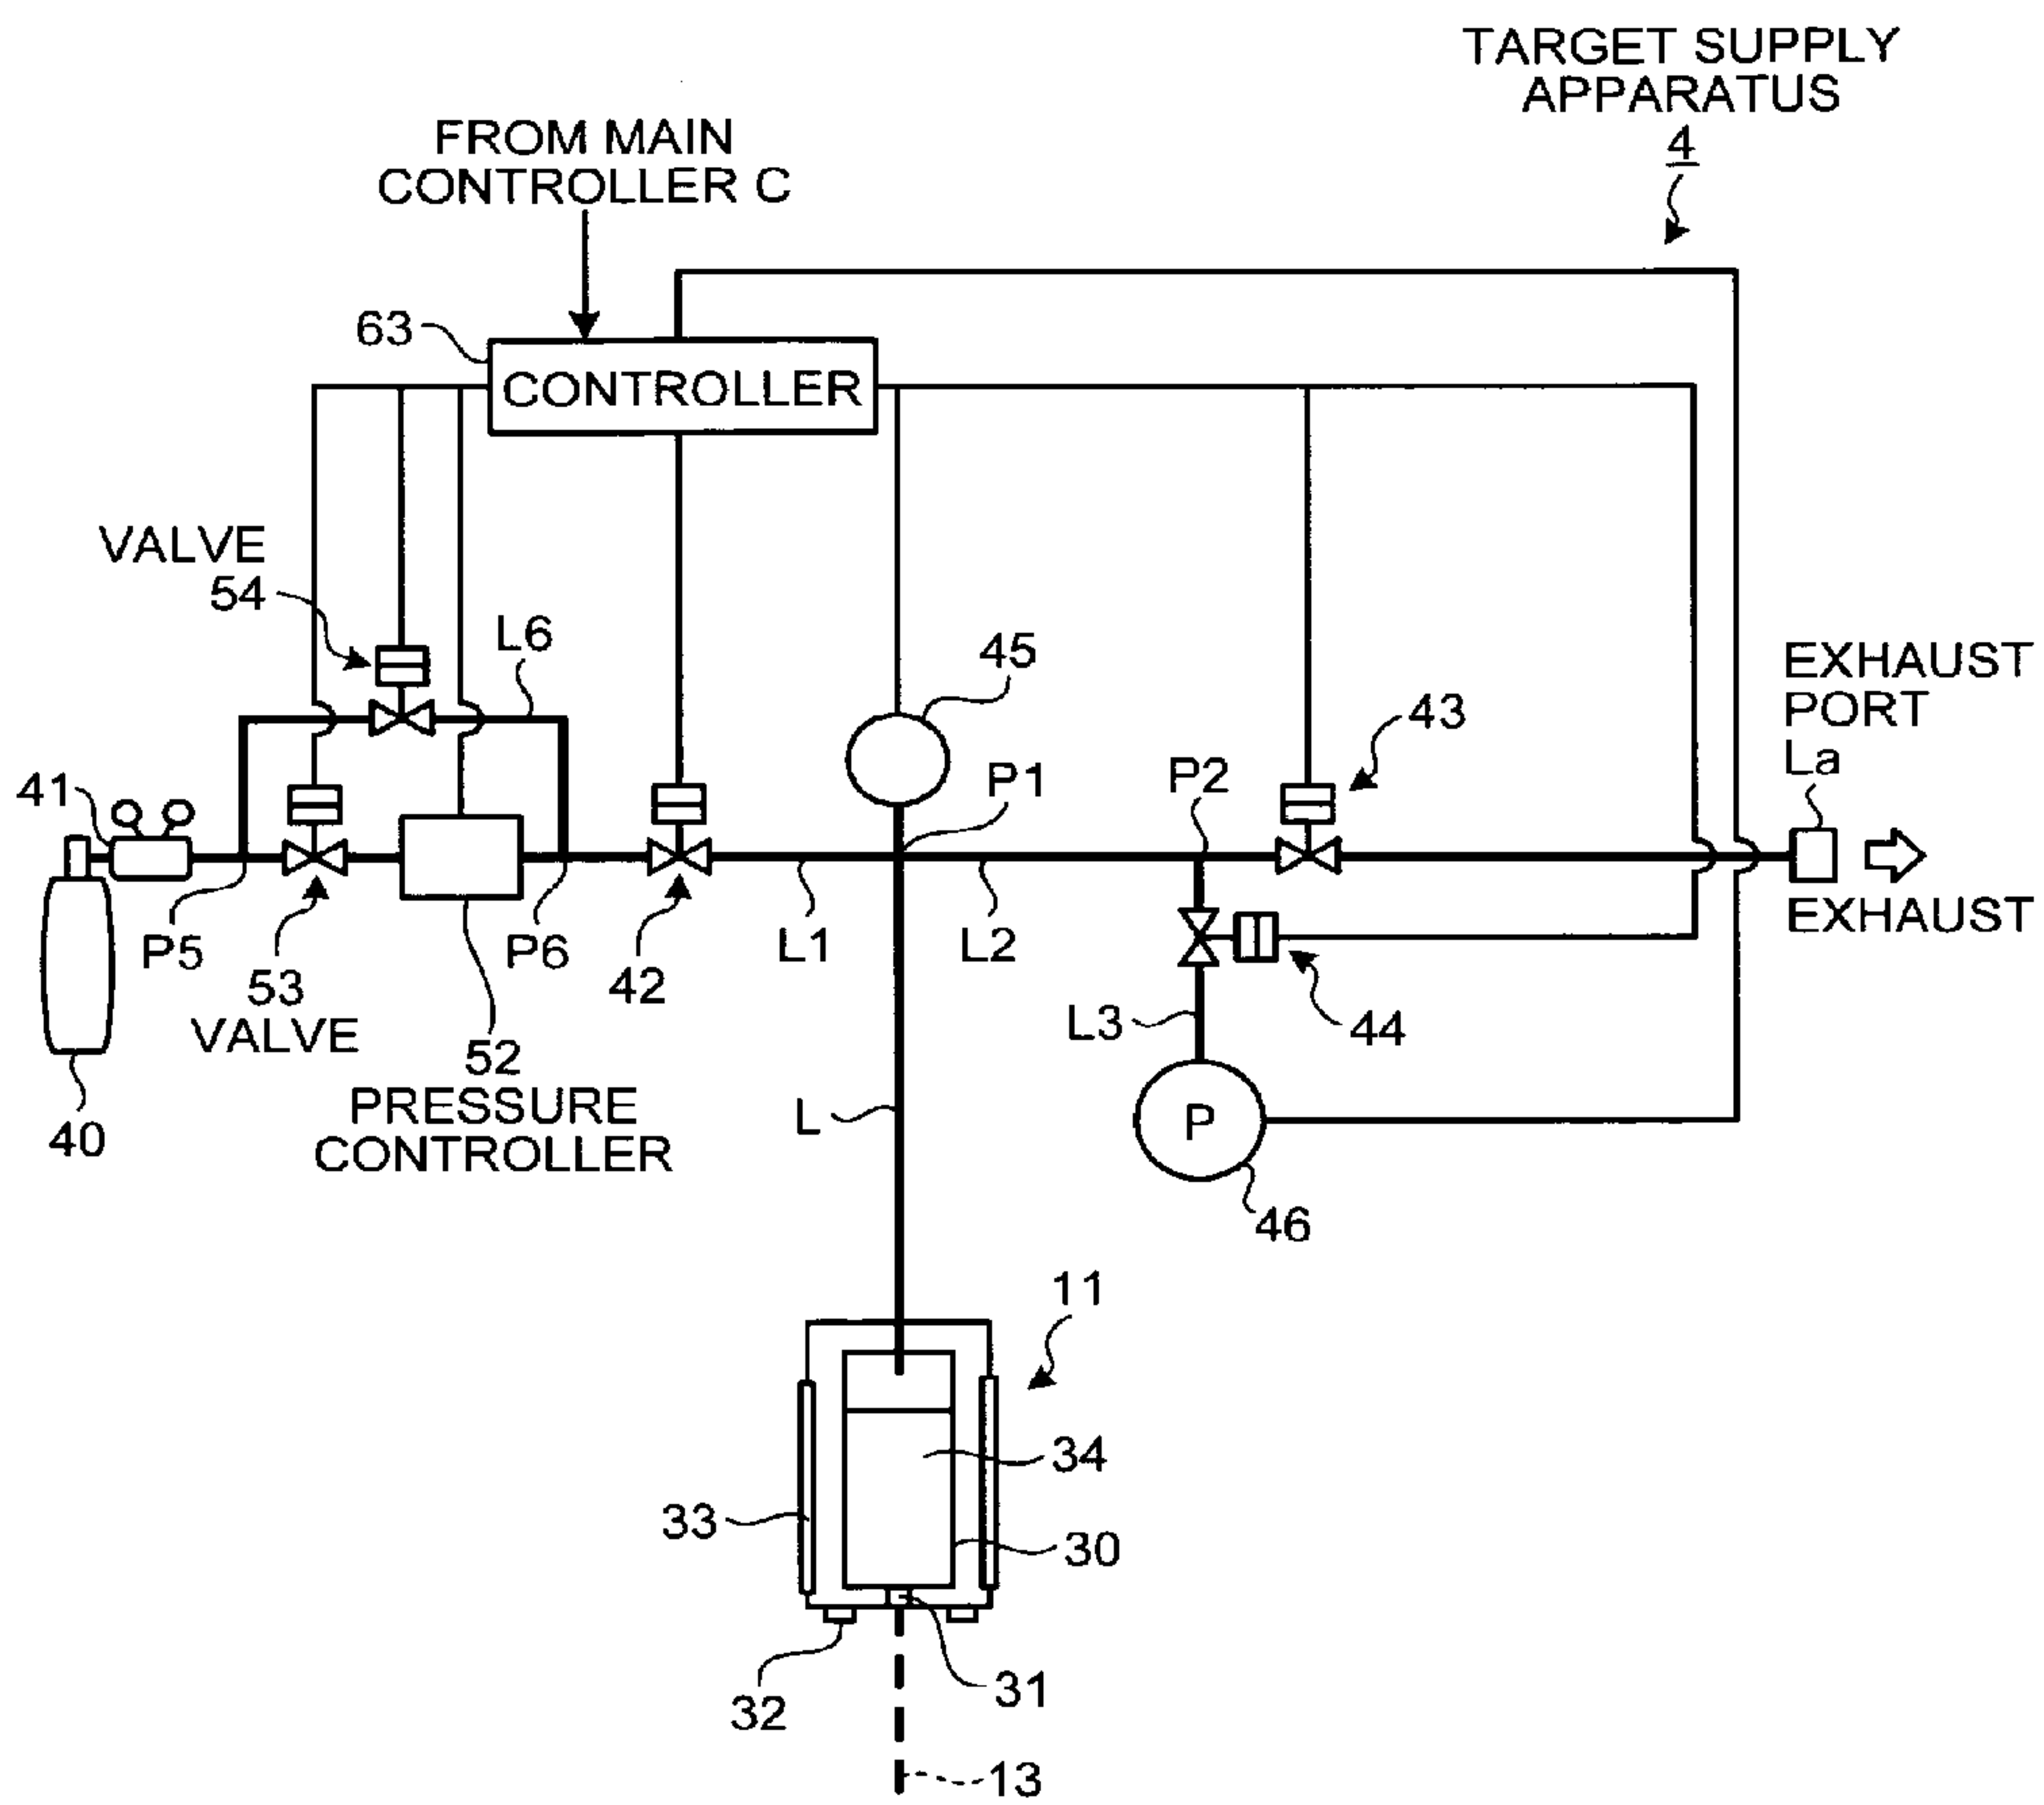 TARGET SUPPLY
APPARATUS
4
FROM MAIN
CONTROLLER C
63
CONTROLLER
VALVE
54
L6
45
43
EXHAUST
PORT
La
41
P1
P2
P5
53
VALVE
P6
42
L1
L2
EXHAUST
52
PRESSURE
CONTROLLER
L3
44
40
L
P
46
11
34
33
30
31
32
13